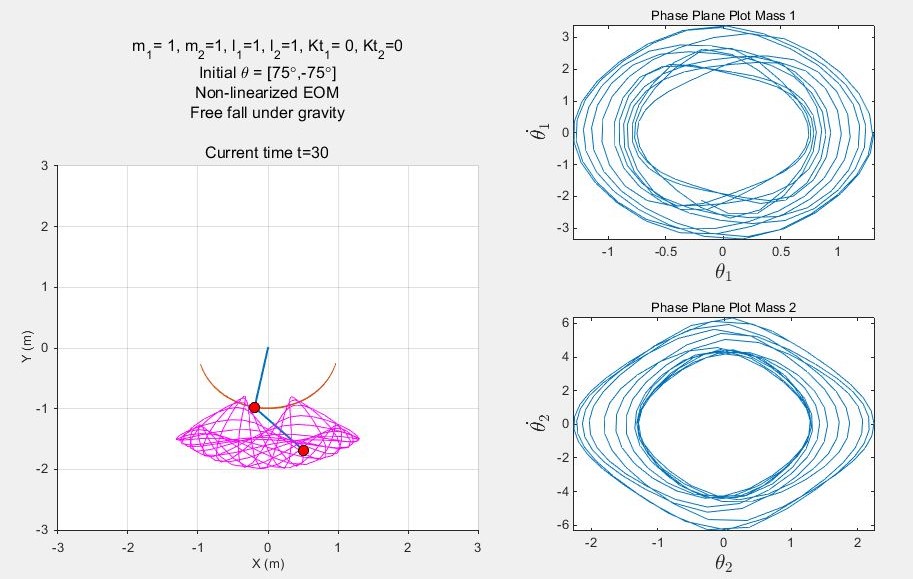 m₁= 1, m₂=1, l₁=1, l₂=1, Kt₁= 0, Kt₂=0
Initial θ = [75°,-75°]
Non-linearized EOM
Free fall under gravity
Current time t=30
3
2
1
0
-1
-2
-3
Y (m)
-3 -2 -1 0 1 2 3
X (m)
Phase Plane Plot Mass 1
3
2
1
0
-1
-2
-3
θ̇₁
-1 -0.5 0 0.5 1
θ₁
Phase Plane Plot Mass 2
6
4
2
0
-2
-4
-6
θ̇₂
-2 -1 0 1 2
θ₂